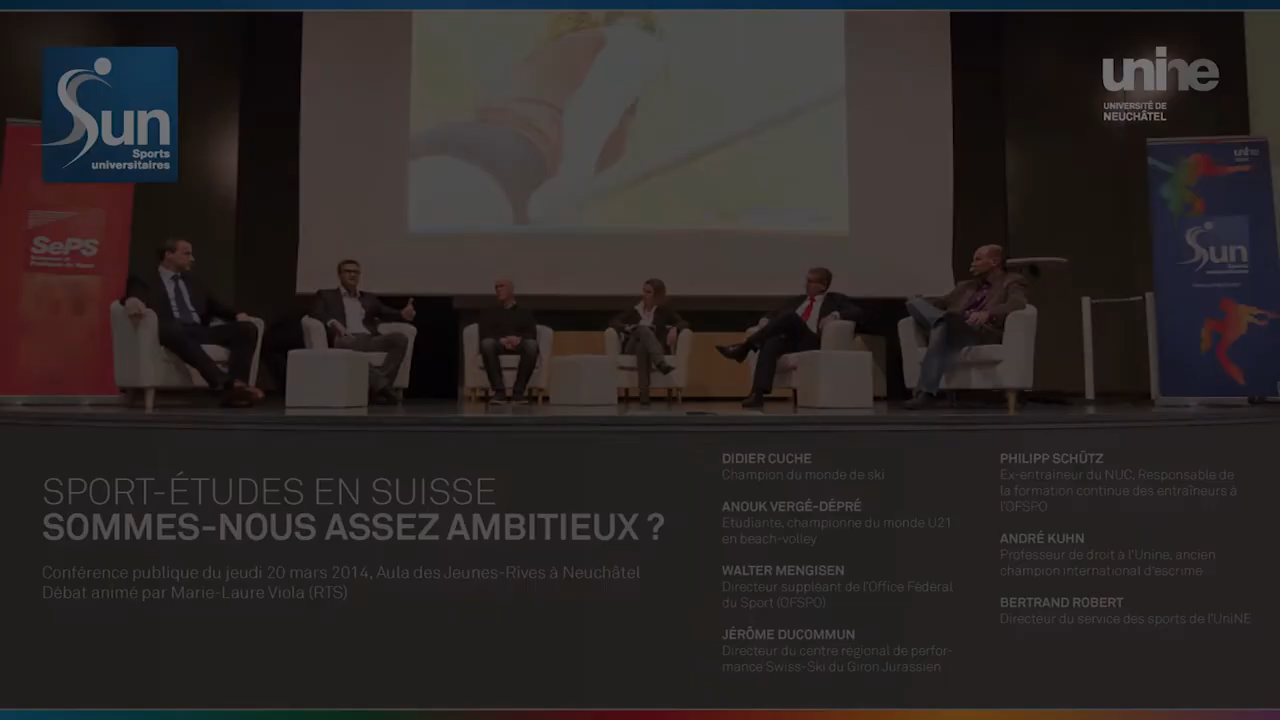 Sun
Sports
universitaires
unine
UNIVERSITÉ DE
NEUCHÂTEL
SePS
unine
Sun
SPORT-ÉTUDES EN SUISSE
SOMMES-NOUS ASSEZ AMBITIEUX ?
Conférence publique du jeudi 20 mars 2014, Aula des Jeunes-Rives à Neuchâtel
Débat animé par Marie-Laure Viola (RTS)
DIDIER CUCHE
Champion du monde de ski
ANOUK VERGÉ-DÉPRÉ
Etudiante, championne du monde U21
en beach-volley
WALTER MENGISEN
Directeur suppléant de l'Office Fédéral
du Sport (OFSPO)
JÉRÔME DUCOMMUN
Directeur du centre régional de perfor-
mance Swiss-Ski du Giron Jurassien
PHILIPP SCHÜTZ
Ex-entraineur du NUC, Responsable de
la formation continue des entraîneurs à
l'OFSPO
ANDRÉ KUHN
Professeur de droit à l'Unine, ancien
champion international d'escrime
BERTRAND ROBERT
Directeur du service des sports de l'UniNE